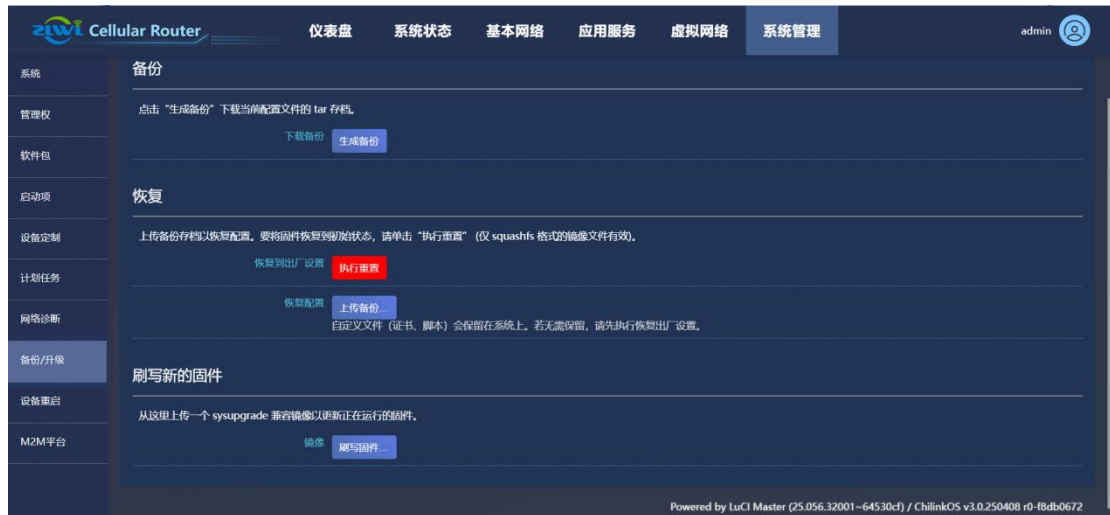 ziwi Cellular Router
仪表盘 系统状态 基本网络 应用服务 虚拟网络 系统管理 admin
系统
管理权
软件包
启动项
设备定制
计划任务
网络诊断
备份/升级
设备重启
M2M平台
备份
点击“生成备份”下载当前配置文件的 tar 存档。
下载备份 生成备份
恢复
上传备份存档以恢复配置。要将固件恢复到初始状态，请单击“执行重置”（仅 squashfs 格式的镜像文件有效）。
恢复到出厂设置 执行重置
恢复配置 上传备份...
自定义文件（证书、脚本）会保留在系统上。若无需保留，请先执行恢复出厂设置。
刷写新的固件
从这里上传一个 sysupgrade 兼容镜像以更新正在运行的固件。
镜像 刷写固件...
Powered by LuCI Master (25.056.32001~64530cf) / ChilinkOS v3.0.250408 r0-f8db0672